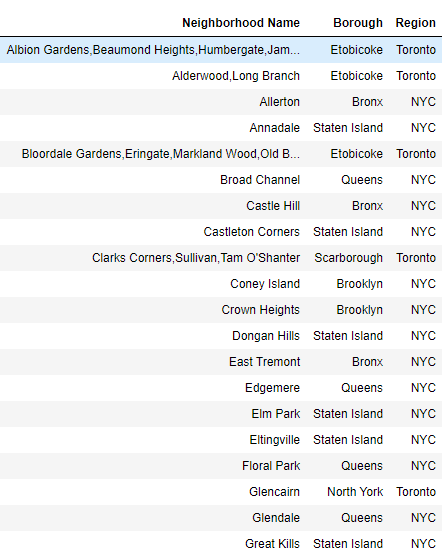 Neighborhood Name Borough Region
Albion Gardens,Beaumond Heights,Humbergate,Jam... Etobicoke Toronto
Alderwood,Long Branch Etobicoke Toronto
Allerton Bronx NYC
Annadale Staten Island NYC
Bloordale Gardens,Eringate,Markland Wood,Old B... Etobicoke Toronto
Broad Channel Queens NYC
Castle Hill Bronx NYC
Castleton Corners Staten Island NYC
Clarks Corners,Sullivan,Tam O'Shanter Scarborough Toronto
Coney Island Brooklyn NYC
Crown Heights Brooklyn NYC
Dongan Hills Staten Island NYC
East Tremont Bronx NYC
Edgemere Queens NYC
Elm Park Staten Island NYC
Eltingville Staten Island NYC
Floral Park Queens NYC
Glencairn North York Toronto
Glendale Queens NYC
Great Kills Staten Island NYC